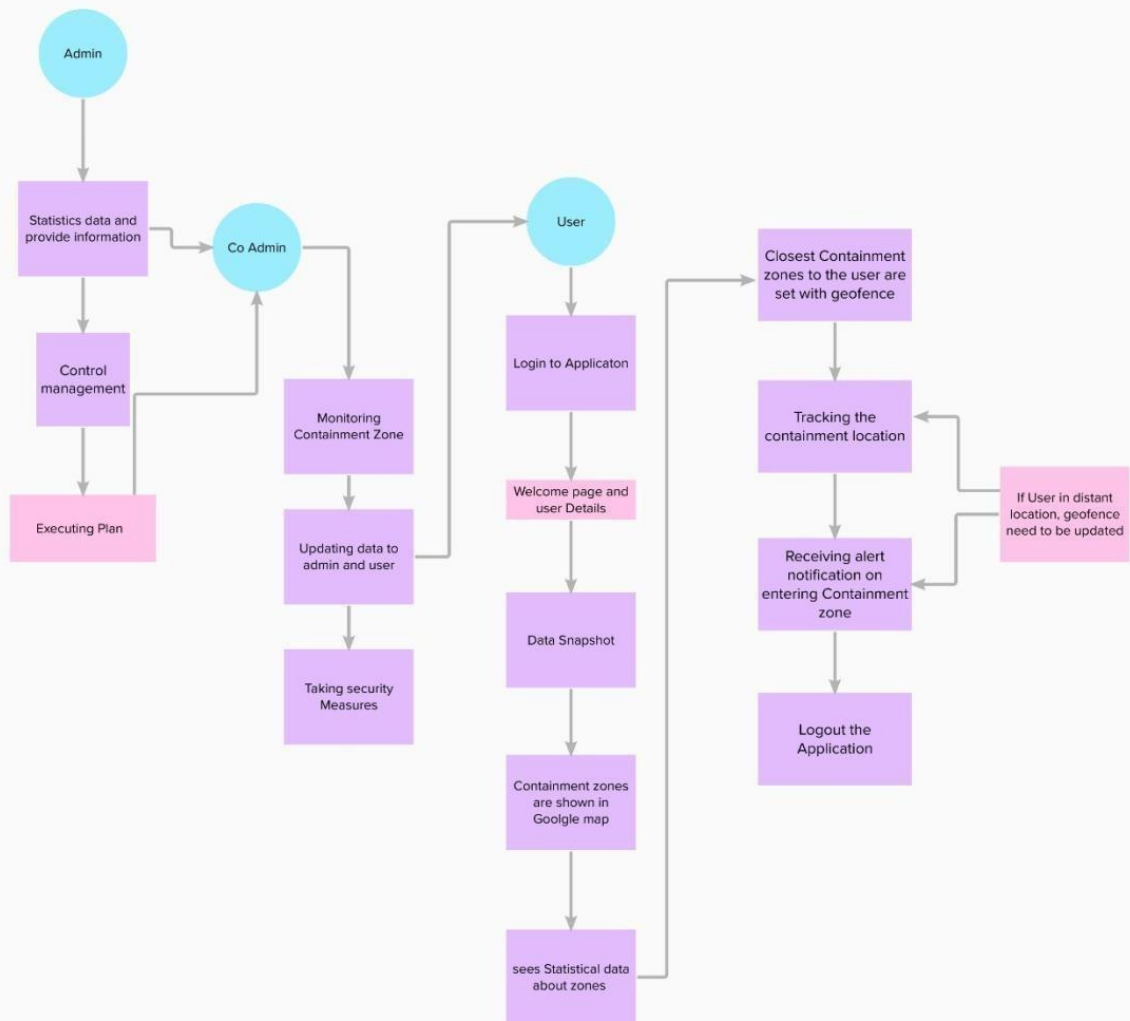 Admin
Statistics data and
provide information
Control
management
Executing Plan
Co Admin
Monitoring
Containment Zone
Updating data to
admin and user
Taking security
Measures
User
Login to Applicaton
Welcome page and
user Details
Data Snapshot
Containment zones
are shown in
Goolgle map
sees Statistical data
about zones
Closest Containment
zones to the user are
set with geofence
Tracking the
containment location
Receiving alert
notification on
entering Containment
zone
Logout the
Application
If User in distant
location, geofence
need to be updated